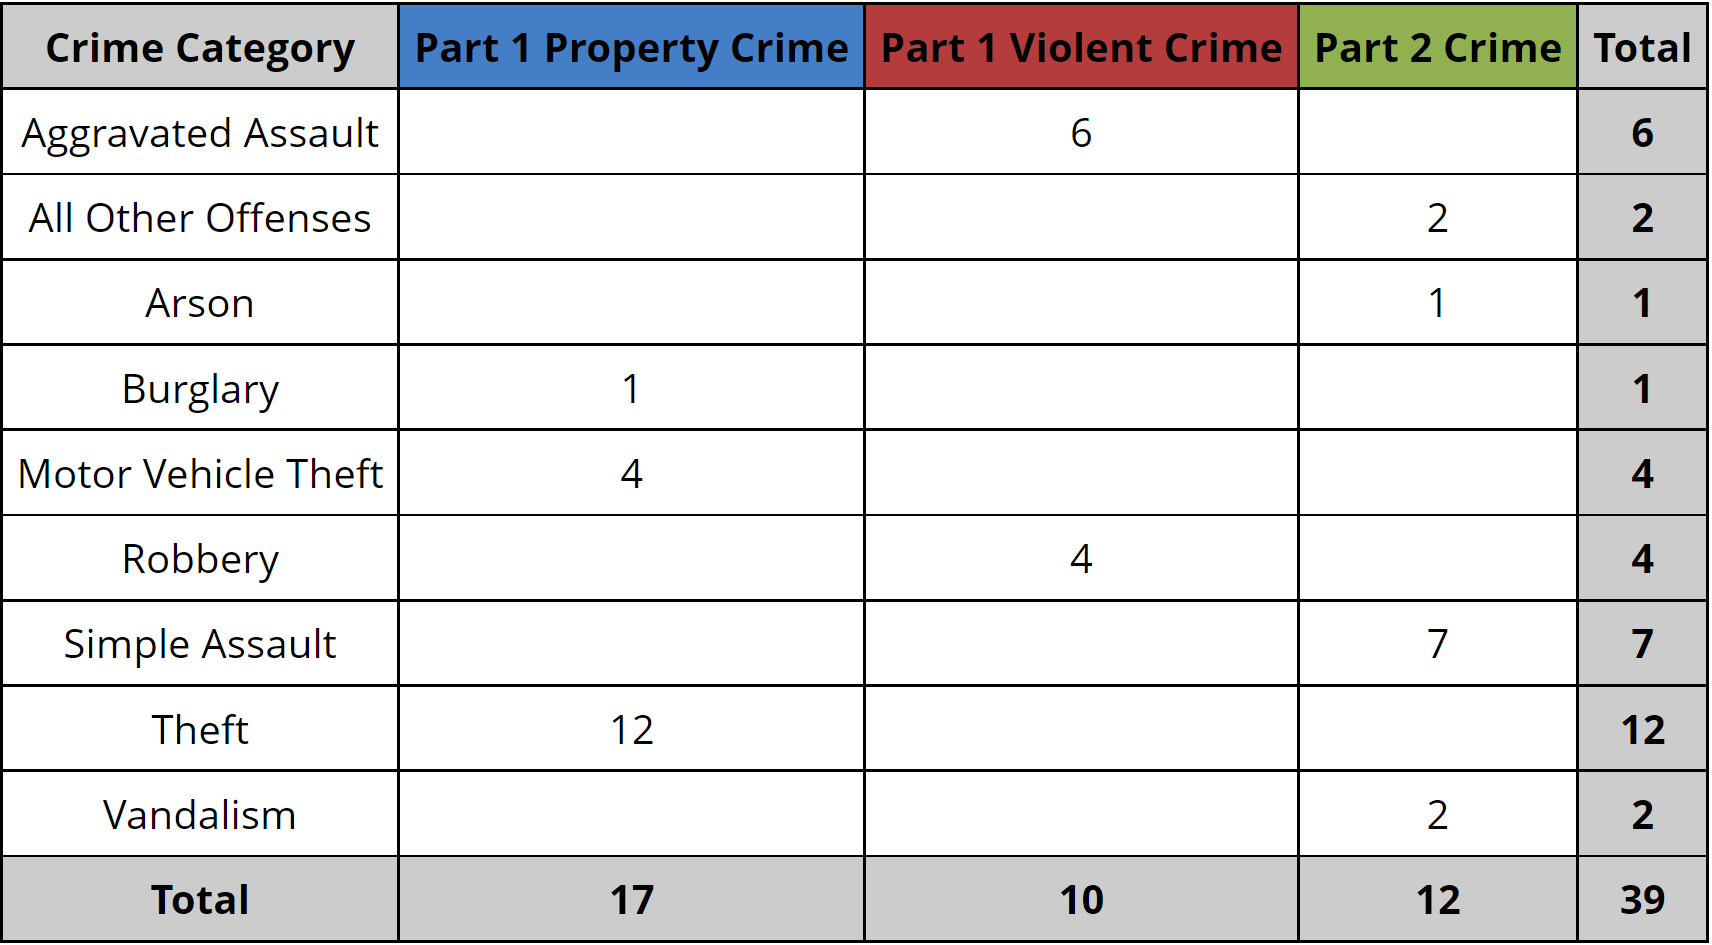 Crime Category Part 1 Property Crime Part 1 Violent Crime Part 2 Crime Total
Aggravated Assault 6 6
All Other Offenses 2 2
Arson 1 1
Burglary 1 1
Motor Vehicle Theft 4 4
Robbery 4 4
Simple Assault 7 7
Theft 12 12
Vandalism 2 2
Total 17 10 12 39